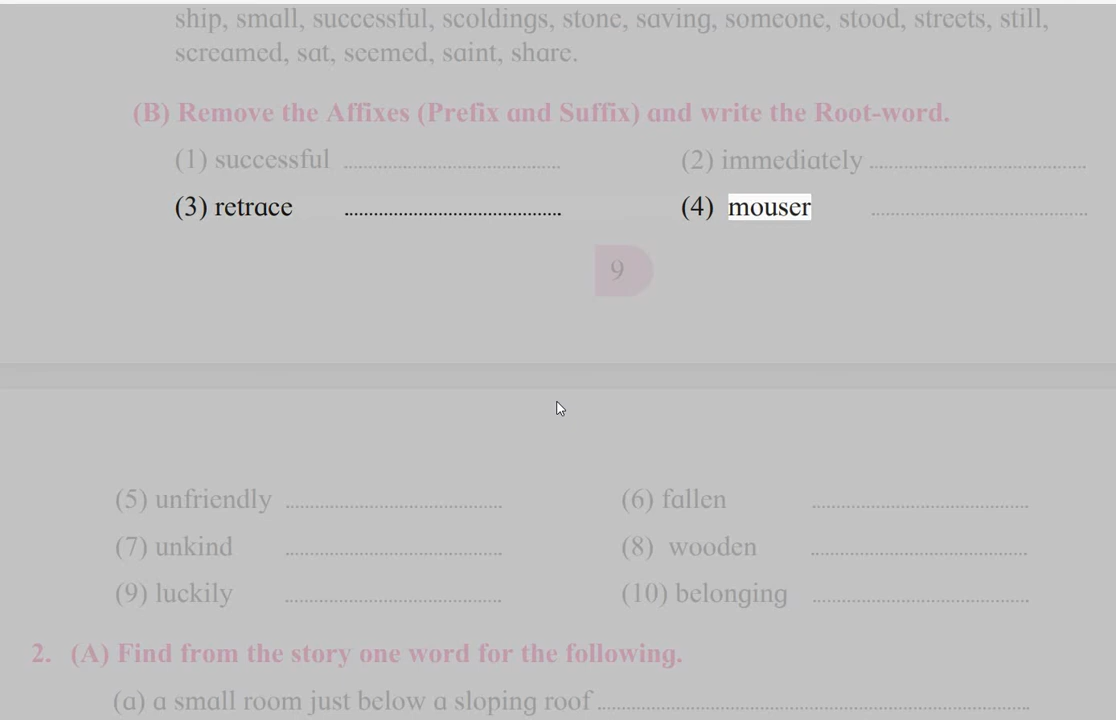 ship, small, successful, scoldings, stone, saving, someone, stood, streets, still,
screamed, sat, seemed, saint, share.
(B) Remove the Affixes (Prefix and Suffix) and write the Root-word.
(1) successful ............................................. (2) immediately .............................................
(3) retrace ............................................. (4) mouser .............................................
9
(5) unfriendly ............................................. (6) fallen .............................................
(7) unkind ............................................. (8) wooden .............................................
(9) luckily ............................................. (10) belonging .............................................
2. (A) Find from the story one word for the following.
(a) a small room just below a sloping roof .............................................